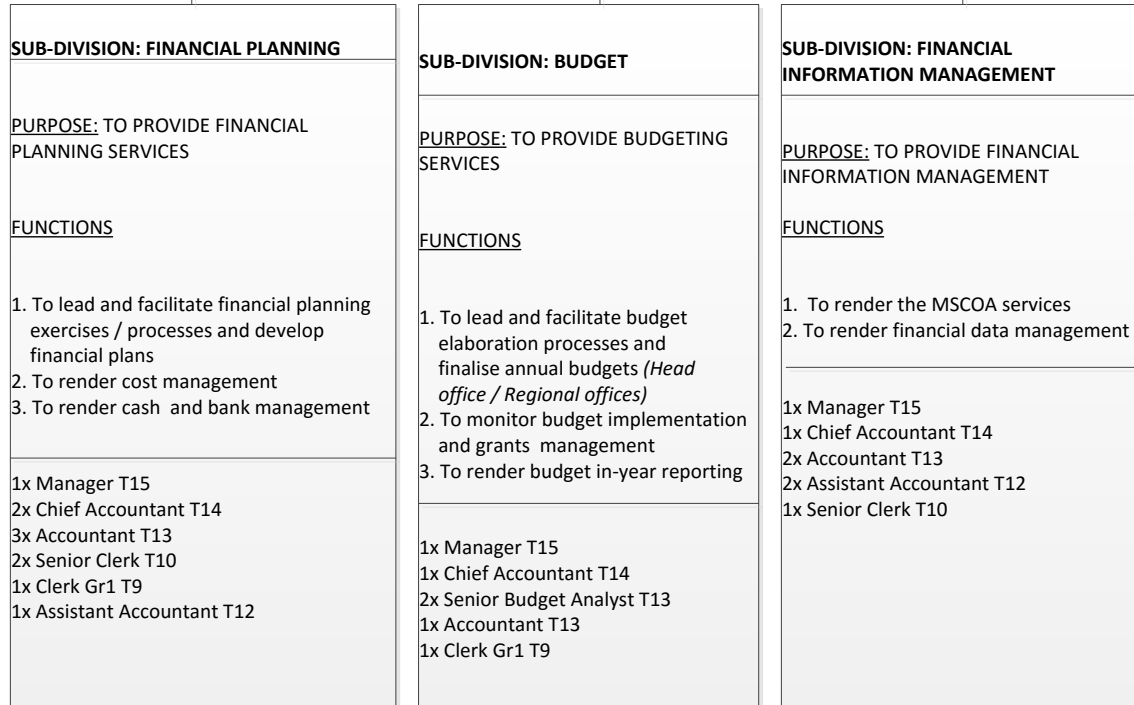 SUB-DIVISION: FINANCIAL PLANNING
PURPOSE: TO PROVIDE FINANCIAL
PLANNING SERVICES
FUNCTIONS
1. To lead and facilitate financial planning
exercises / processes and develop
financial plans
2. To render cost management
3. To render cash and bank management
1x Manager T15
2x Chief Accountant T14
3x Accountant T13
2x Senior Clerk T10
1x Clerk Gr1 T9
1x Assistant Accountant T12
SUB-DIVISION: BUDGET
PURPOSE: TO PROVIDE BUDGETING
SERVICES
FUNCTIONS
1. To lead and facilitate budget
elaboration processes and
finalise annual budgets (Head
office / Regional offices)
2. To monitor budget implementation
and grants management
3. To render budget in-year reporting
1x Manager T15
1x Chief Accountant T14
2x Senior Budget Analyst T13
1x Accountant T13
1x Clerk Gr1 T9
SUB-DIVISION: FINANCIAL
INFORMATION MANAGEMENT
PURPOSE: TO PROVIDE FINANCIAL
INFORMATION MANAGEMENT
FUNCTIONS
1. To render the MSCOA services
2. To render financial data management
1x Manager T15
1x Chief Accountant T14
2x Accountant T13
2x Assistant Accountant T12
1x Senior Clerk T10